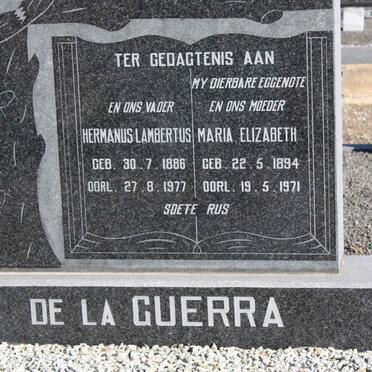 TER GEDAGTENIS AAN
MY DIERBARE EGGENOTE
EN ONS VADER EN ONS MOEDER
HERMANUS LAMBERTUS MARIA ELIZABETH
GEB. 30.7.1886 GEB. 22.5.1894
OORL. 27.8.1977 OORL. 19.5.1971
SOETE RUS
DE LA GUERRA